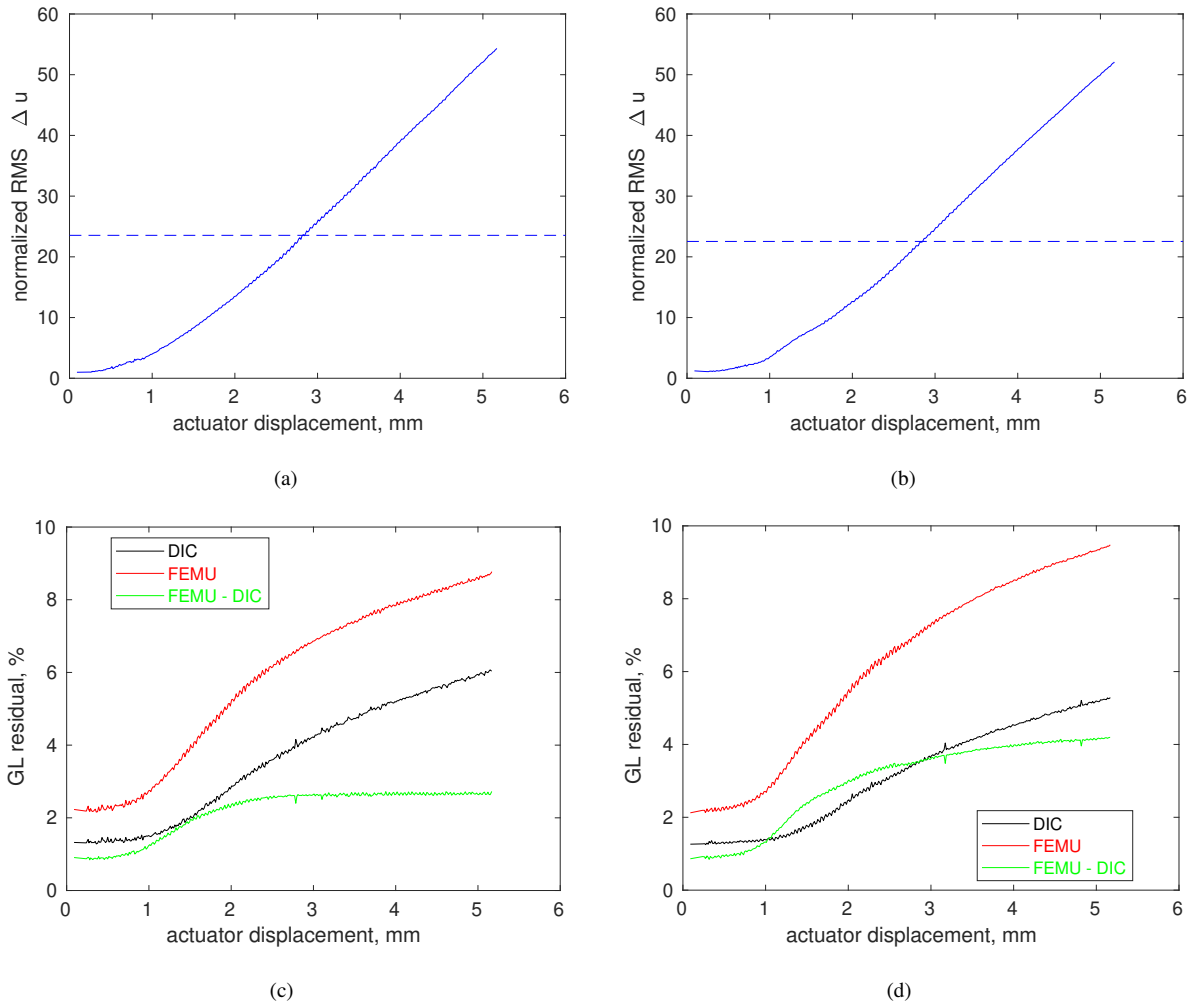 60
50
40
30
20
10
0
normalized RMS Δ u
0 1 2 3 4 5 6
actuator displacement, mm
(a)
60
50
40
30
20
10
0
normalized RMS Δ u
0 1 2 3 4 5 6
actuator displacement, mm
(b)
10
8
6
4
2
0
GL residual, %
DIC
FEMU
FEMU - DIC
0 1 2 3 4 5 6
actuator displacement, mm
(c)
10
8
6
4
2
0
GL residual, %
DIC
FEMU
FEMU - DIC
0 1 2 3 4 5 6
actuator displacement, mm
(d)